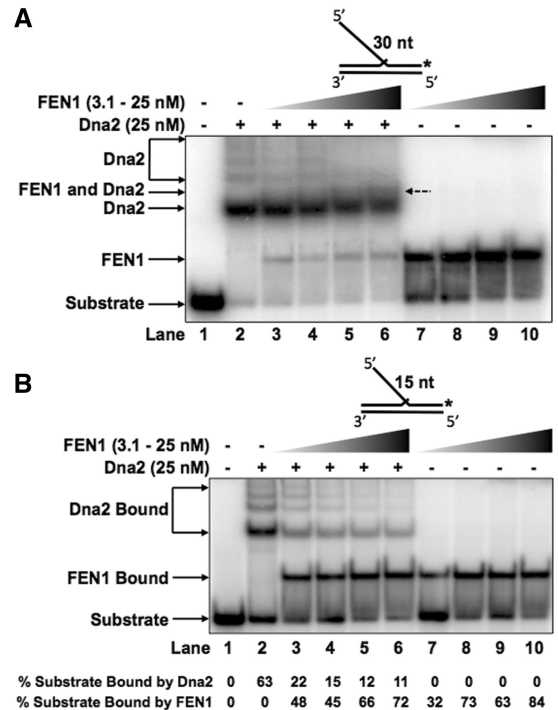 A
5'
30 nt
*
3'
5'
FEN1 (3.1 - 25 nM) - -
Dna2 (25 nM) - + + + + + - - - -
Dna2
FEN1 and Dna2
Dna2
FEN1
Substrate
Lane 1 2 3 4 5 6 7 8 9 10
B
5'
15 nt
*
3'
5'
FEN1 (3.1 - 25 nM) - -
Dna2 (25 nM) - + + + + + - - - -
Dna2 Bound
FEN1 Bound
Substrate
Lane 1 2 3 4 5 6 7 8 9 10
% Substrate Bound by Dna2 0 63 22 15 12 11 0 0 0 0
% Substrate Bound by FEN1 0 0 48 45 66 72 32 73 63 84